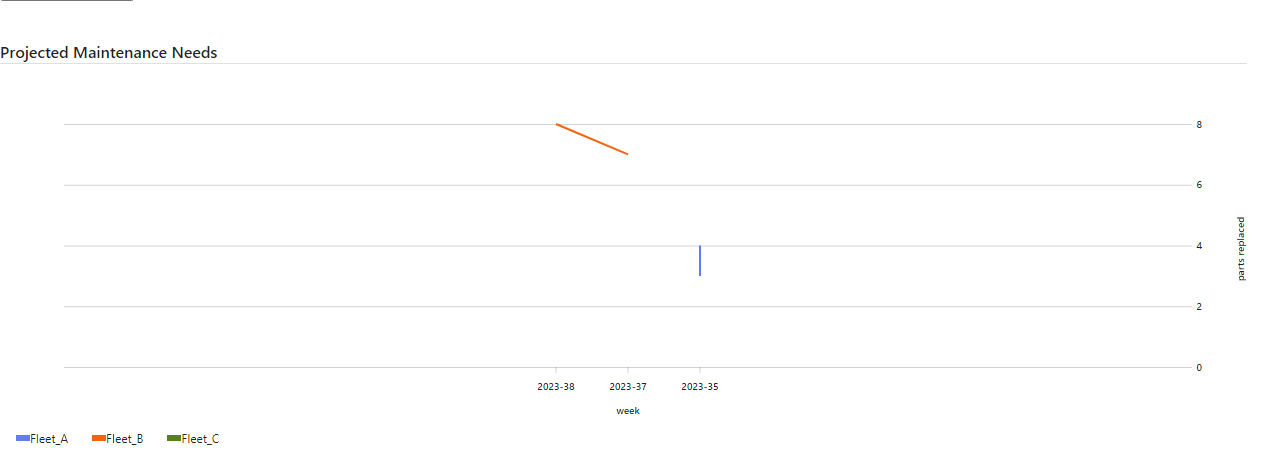 Projected Maintenance Needs
8
6
4
2
0
parts replaced
2023-38 2023-37 2023-35
week
Fleet_A Fleet_B Fleet_C